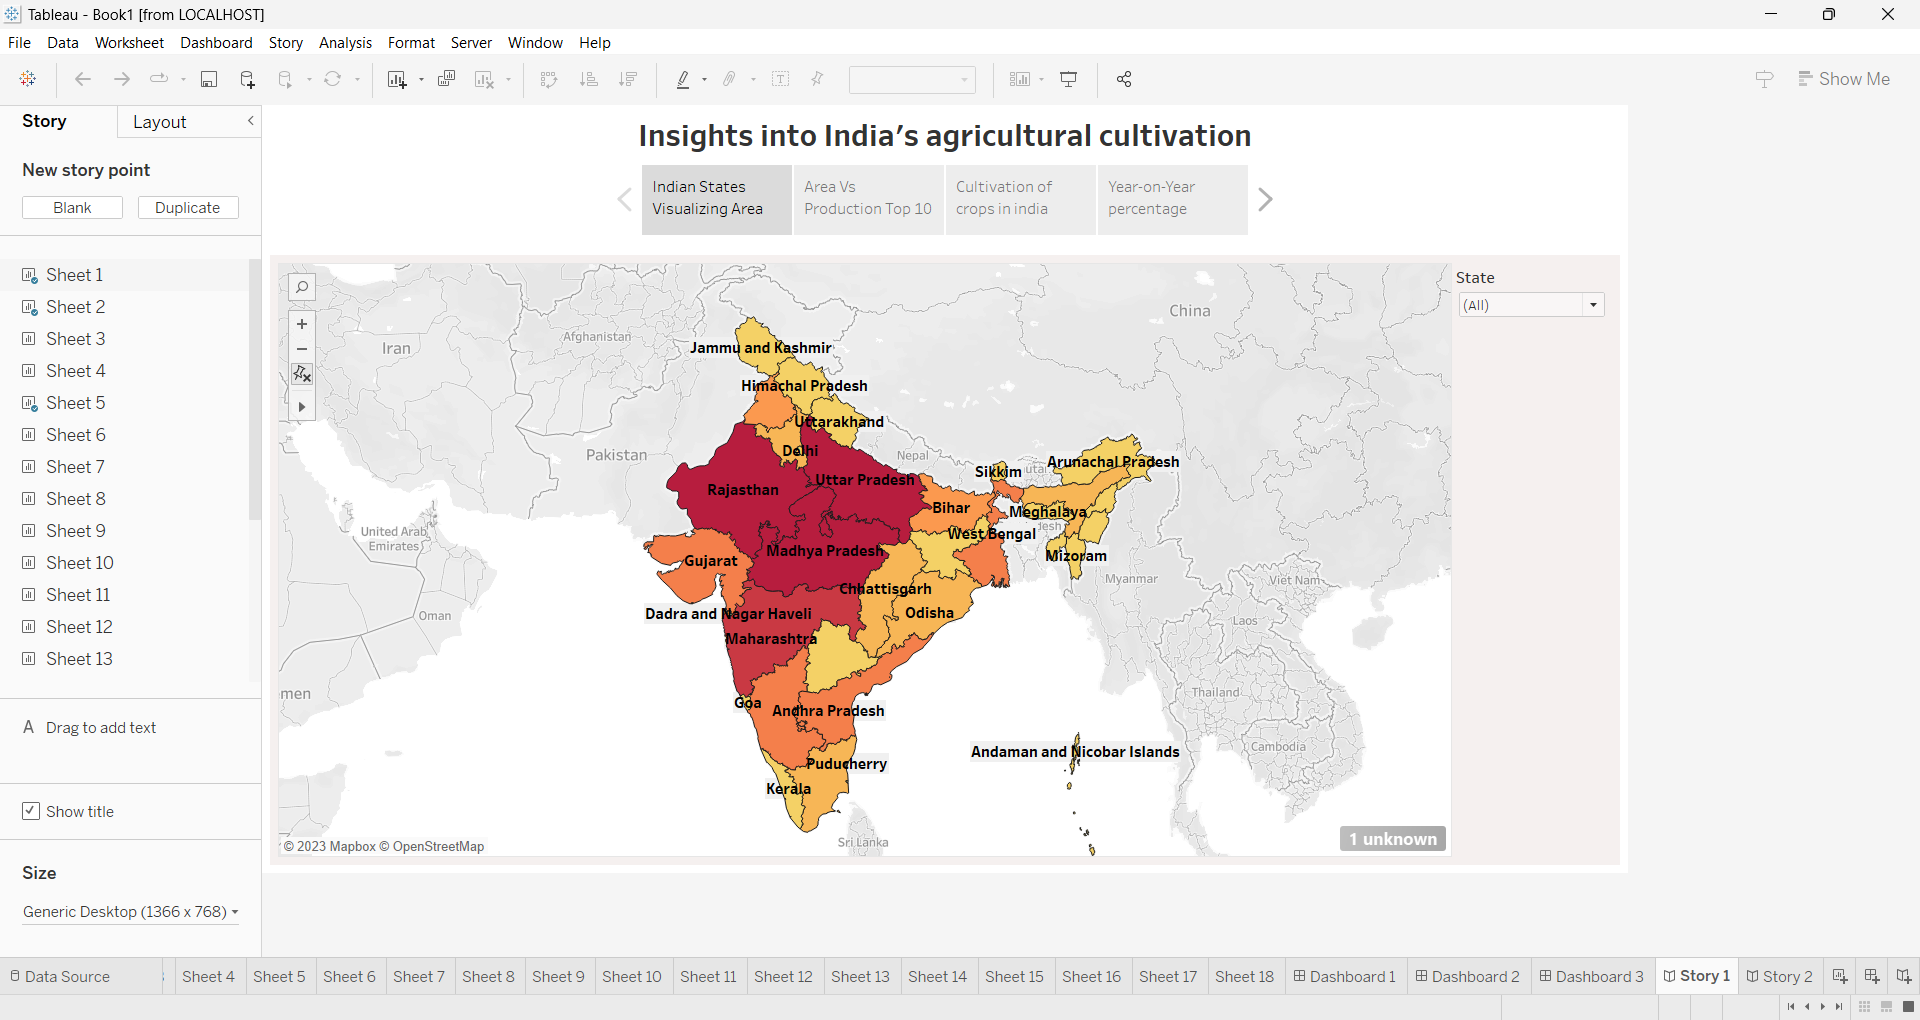 Tableau - Book1 [from LOCALHOST]
File Data Worksheet Dashboard Story Analysis Format Server Window Help
Show Me
Story
Layout
New story point
Blank
Duplicate
Sheet 1
Sheet 2
Sheet 3
Sheet 4
Sheet 5
Sheet 6
Sheet 7
Sheet 8
Sheet 9
Sheet 10
Sheet 11
Sheet 12
Sheet 13
A Drag to add text
Show title
Size
Generic Desktop (1366 x 768)
Insights into India's agricultural cultivation
Indian States
Visualizing Area
Area Vs
Production Top 10
Cultivation of
crops in india
Year-on-Year
percentage
State
(All)
China
Afghanistan
Iran
Jammu and Kashmir
Himachal Pradesh
Uttarakhand
Delhi
Pakistan
Nepal
Sikkim
Arunachal Pradesh
Uttar Pradesh
Rajasthan
Bihar
Meghalaya
United Arab
Emirates
West Bengal
Madhya Pradesh
Mizoram
Gujarat
Myanmar
Viet Nam
Chhattisgarh
Dadra and Nagar Haveli
Odisha
Oman
Laos
Maharashtra
men
Thailand
Goa
Andhra Pradesh
Andaman and Nicobar Islands
Cambodia
Puducherry
Kerala
Sri Lanka
1 unknown
© 2023 Mapbox © OpenStreetMap
Data Source
Sheet 4
Sheet 5
Sheet 6
Sheet 7
Sheet 8
Sheet 9
Sheet 10
Sheet 11
Sheet 12
Sheet 13
Sheet 14
Sheet 15
Sheet 16
Sheet 17
Sheet 18
Dashboard 1
Dashboard 2
Dashboard 3
Story 1
Story 2